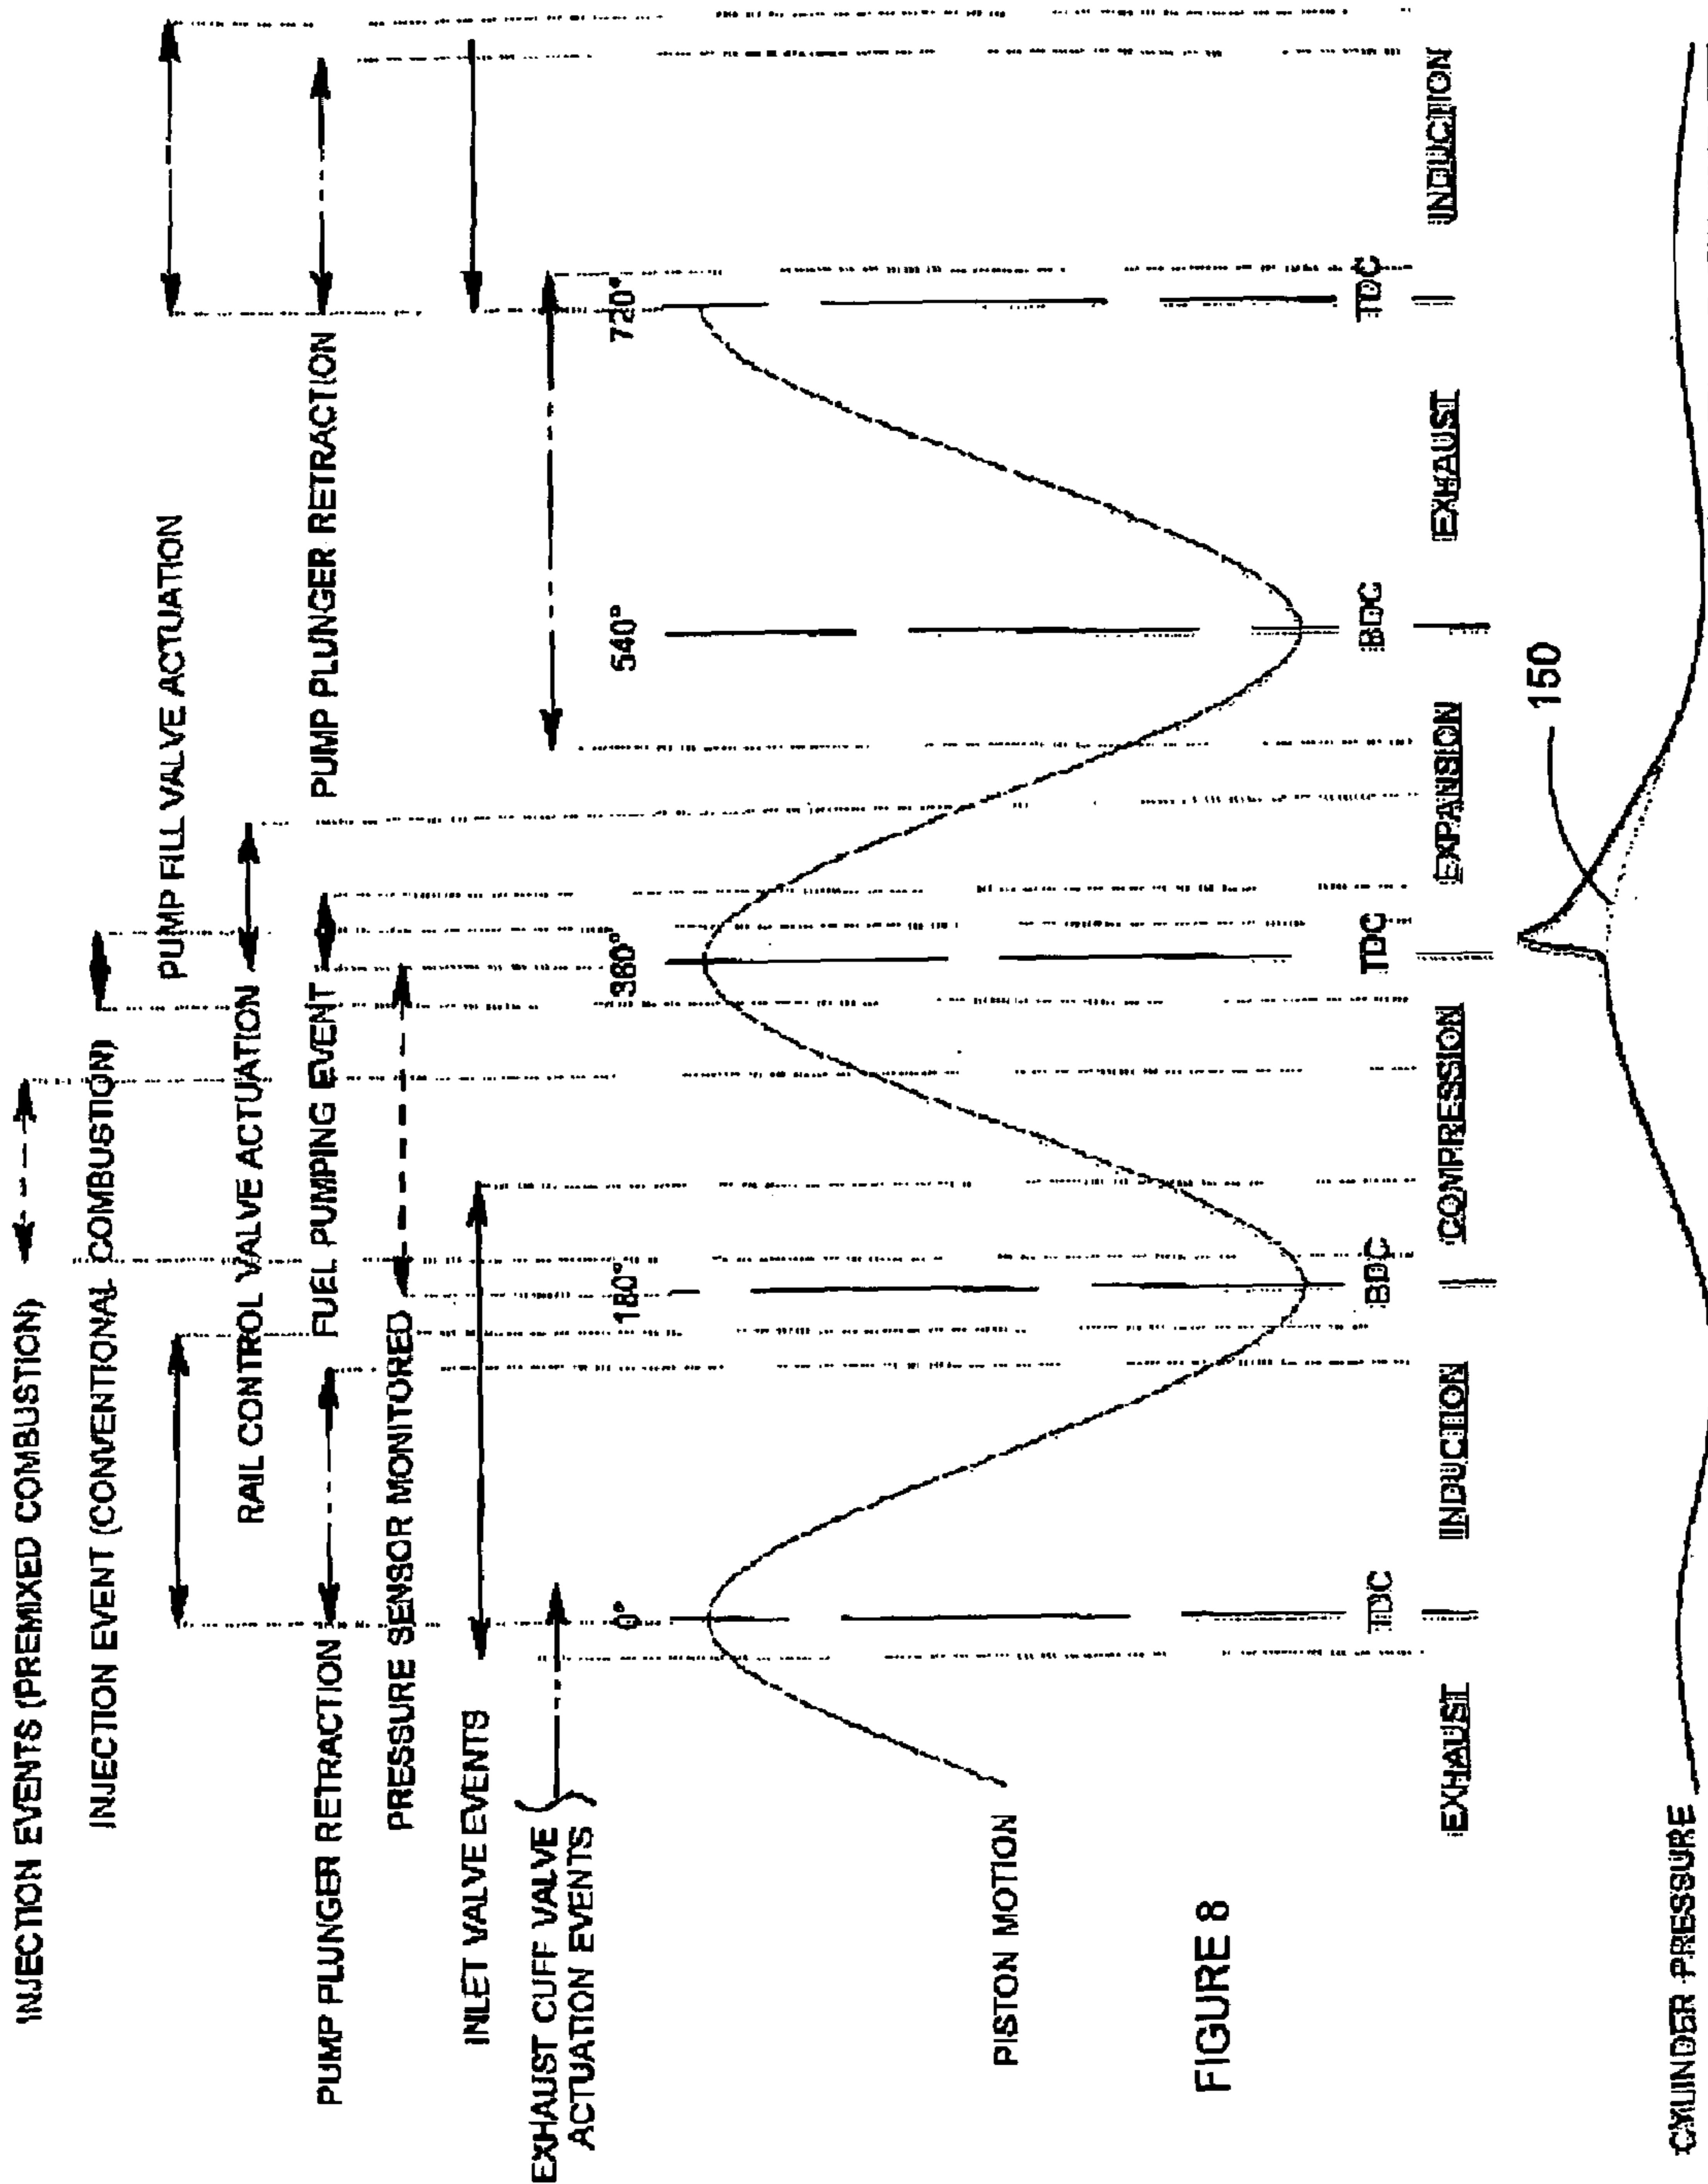 INJECTION EVENTS (PREMIXED COMBUSTION)
INJECTION EVENT (CONVENTIONAL COMBUSTION)
PUMP FILL VALVE ACTUATION
RAIL CONTROL VALVE ACTUATION
PUMP PLUNGER RETRACTION
FUEL PUMPING EVENT
PUMP PLUNGER RETRACTION
PRESSURE SENSOR MONITORED
INLET VALVE EVENTS
EXHAUST CUFF VALVE
ACTUATION EVENTS
0°
180°
360°
540°
720°
PISTON MOTION
TDC
BDC
TDC
BDC
TDC
EXHAUST
INDUCTION
COMPRESSION
EXPANSION
EXHAUST
INDUCTION
FIGURE 8
150
CYLINDER PRESSURE